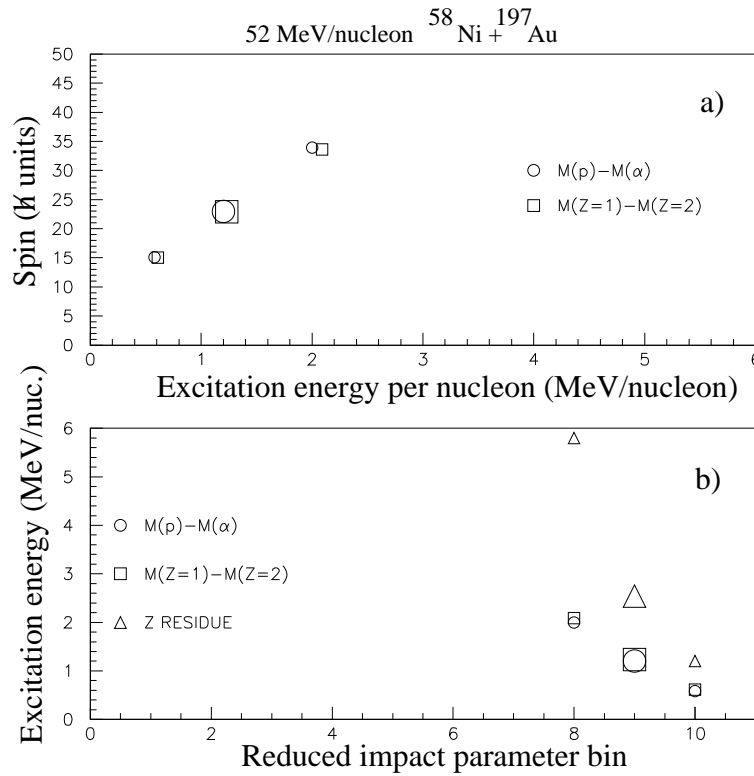 52 MeV/nucleon ⁵⁸Ni + ¹⁹⁷Au
50
45
40
35
30
25
20
15
10
5
0
Spin (ℏ units)
a)
M(p)−M(α)
M(Z=1)−M(Z=2)
0 1 2 3 4 5 6
Excitation energy per nucleon (MeV/nucleon)
6
5
4
3
2
1
0
Excitation energy (MeV/nuc.)
b)
M(p)−M(α)
M(Z=1)−M(Z=2)
Z RESIDUE
0 2 4 6 8 10
Reduced impact parameter bin